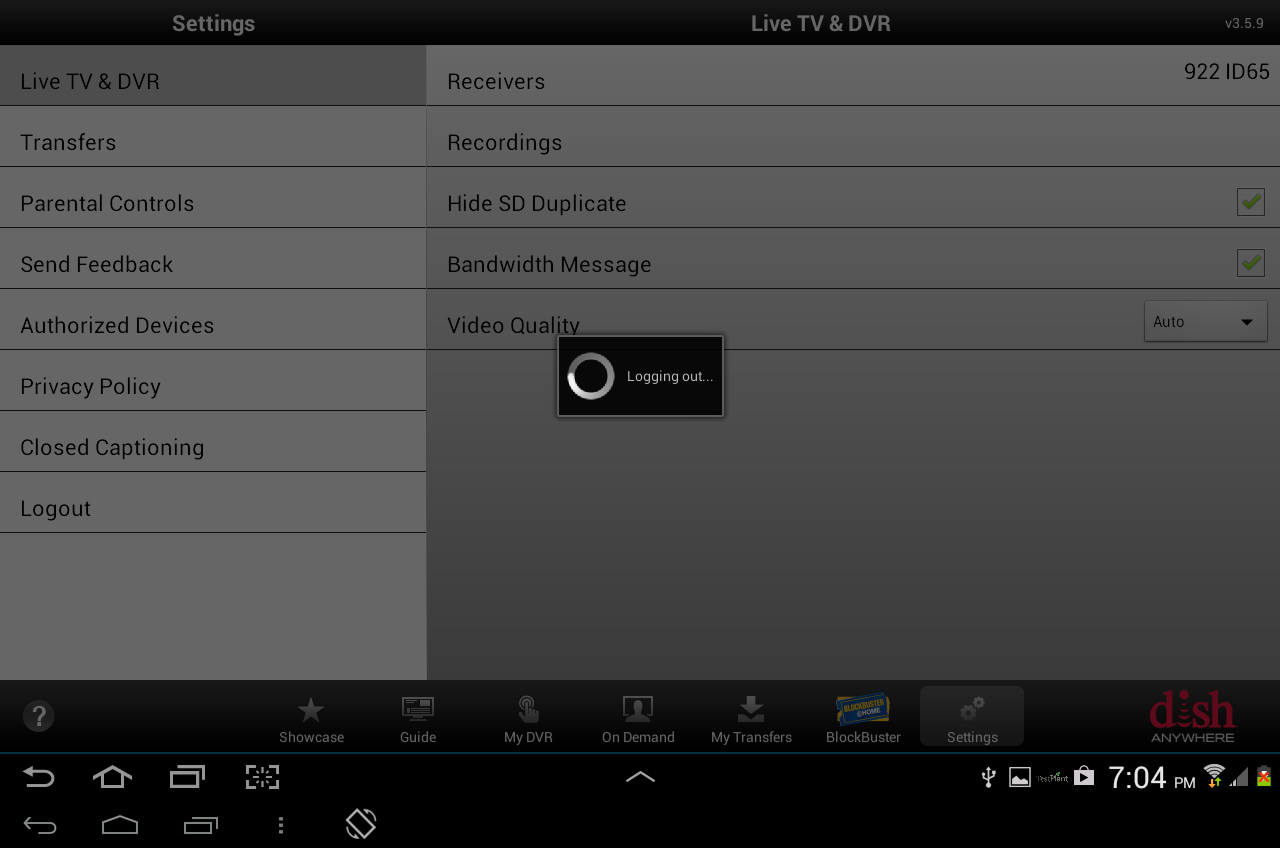 Settings
Live TV & DVR
v3.5.9
Live TV & DVR
Receivers
922 ID65
Transfers
Recordings
Parental Controls
Hide SD Duplicate
Send Feedback
Bandwidth Message
Authorized Devices
Video Quality
Auto
Logging out...
Privacy Policy
Closed Captioning
Logout
?
Showcase
Guide
My DVR
On Demand
My Transfers
BLOCKBUSTER
@HOME
BlockBuster
Settings
dish
ANYWHERE
7:04 PM